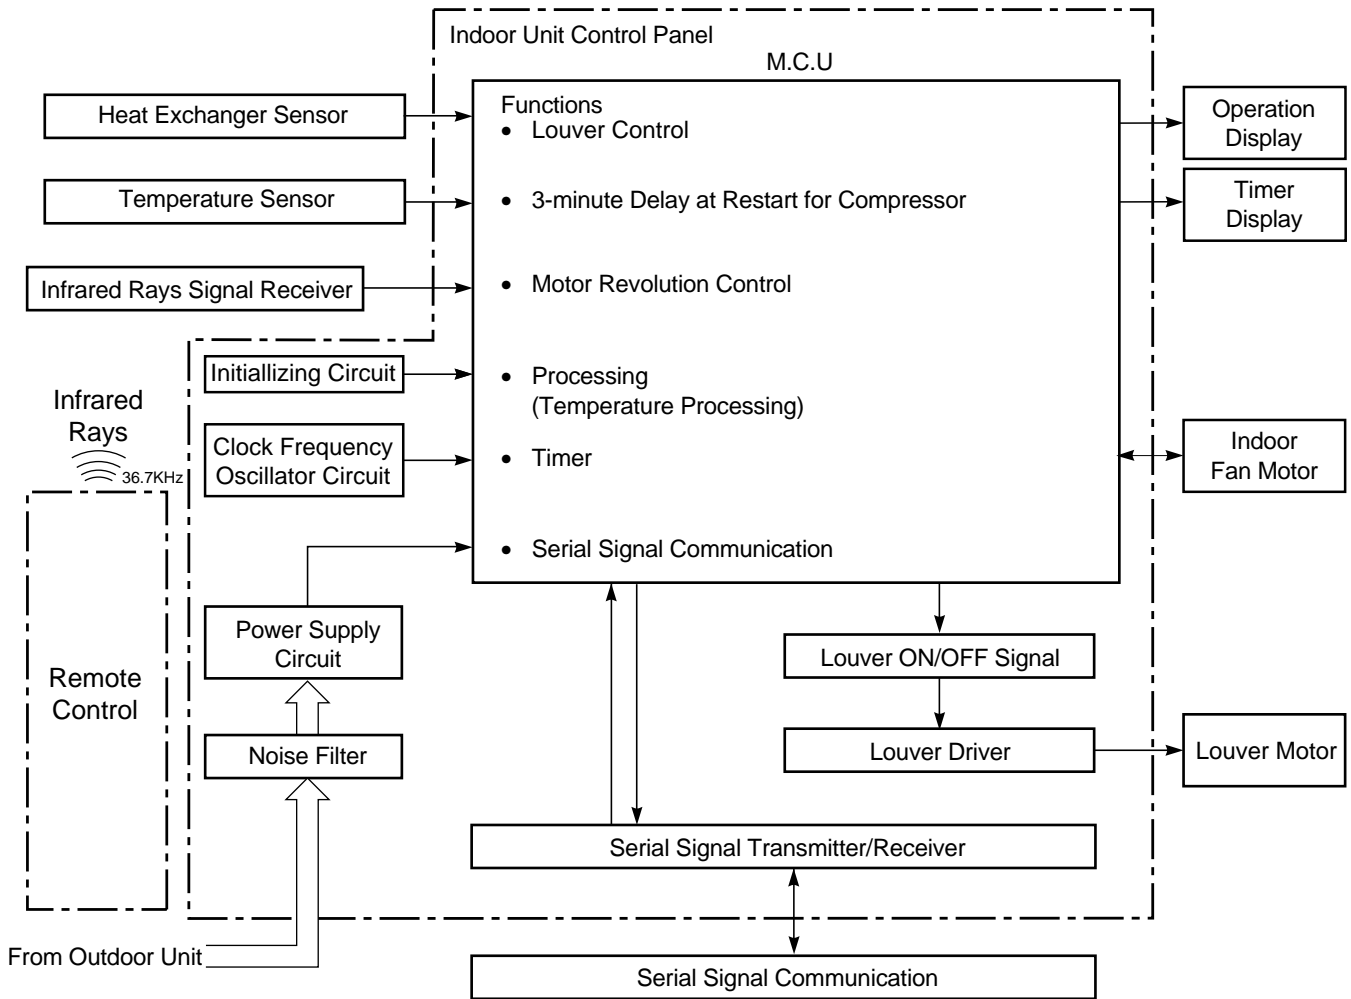 Indoor Unit Control Panel
M.C.U
Heat Exchanger Sensor
Temperature Sensor
Infrared Rays Signal Receiver
Initiallizing Circuit
Clock Frequency
Oscillator Circuit
Power Supply
Circuit
Noise Filter
From Outdoor Unit
Infrared
Rays
36.7KHz
Remote
Control
Functions
• Louver Control
• 3-minute Delay at Restart for Compressor
• Motor Revolution Control
• Processing
(Temperature Processing)
• Timer
• Serial Signal Communication
Operation
Display
Timer
Display
Indoor
Fan Motor
Louver ON/OFF Signal
Louver Driver
Louver Motor
Serial Signal Transmitter/Receiver
Serial Signal Communication